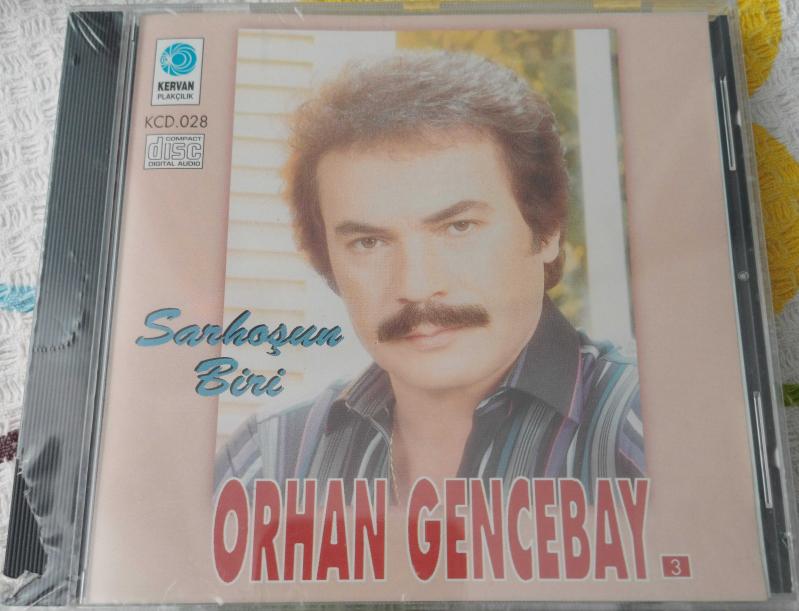 KERVAN
PLAKÇILIK
KCD.028
COMPACT
disc
DIGITAL AUDIO
Sarhoşun
Biri
ORHAN GENCEBAY
3